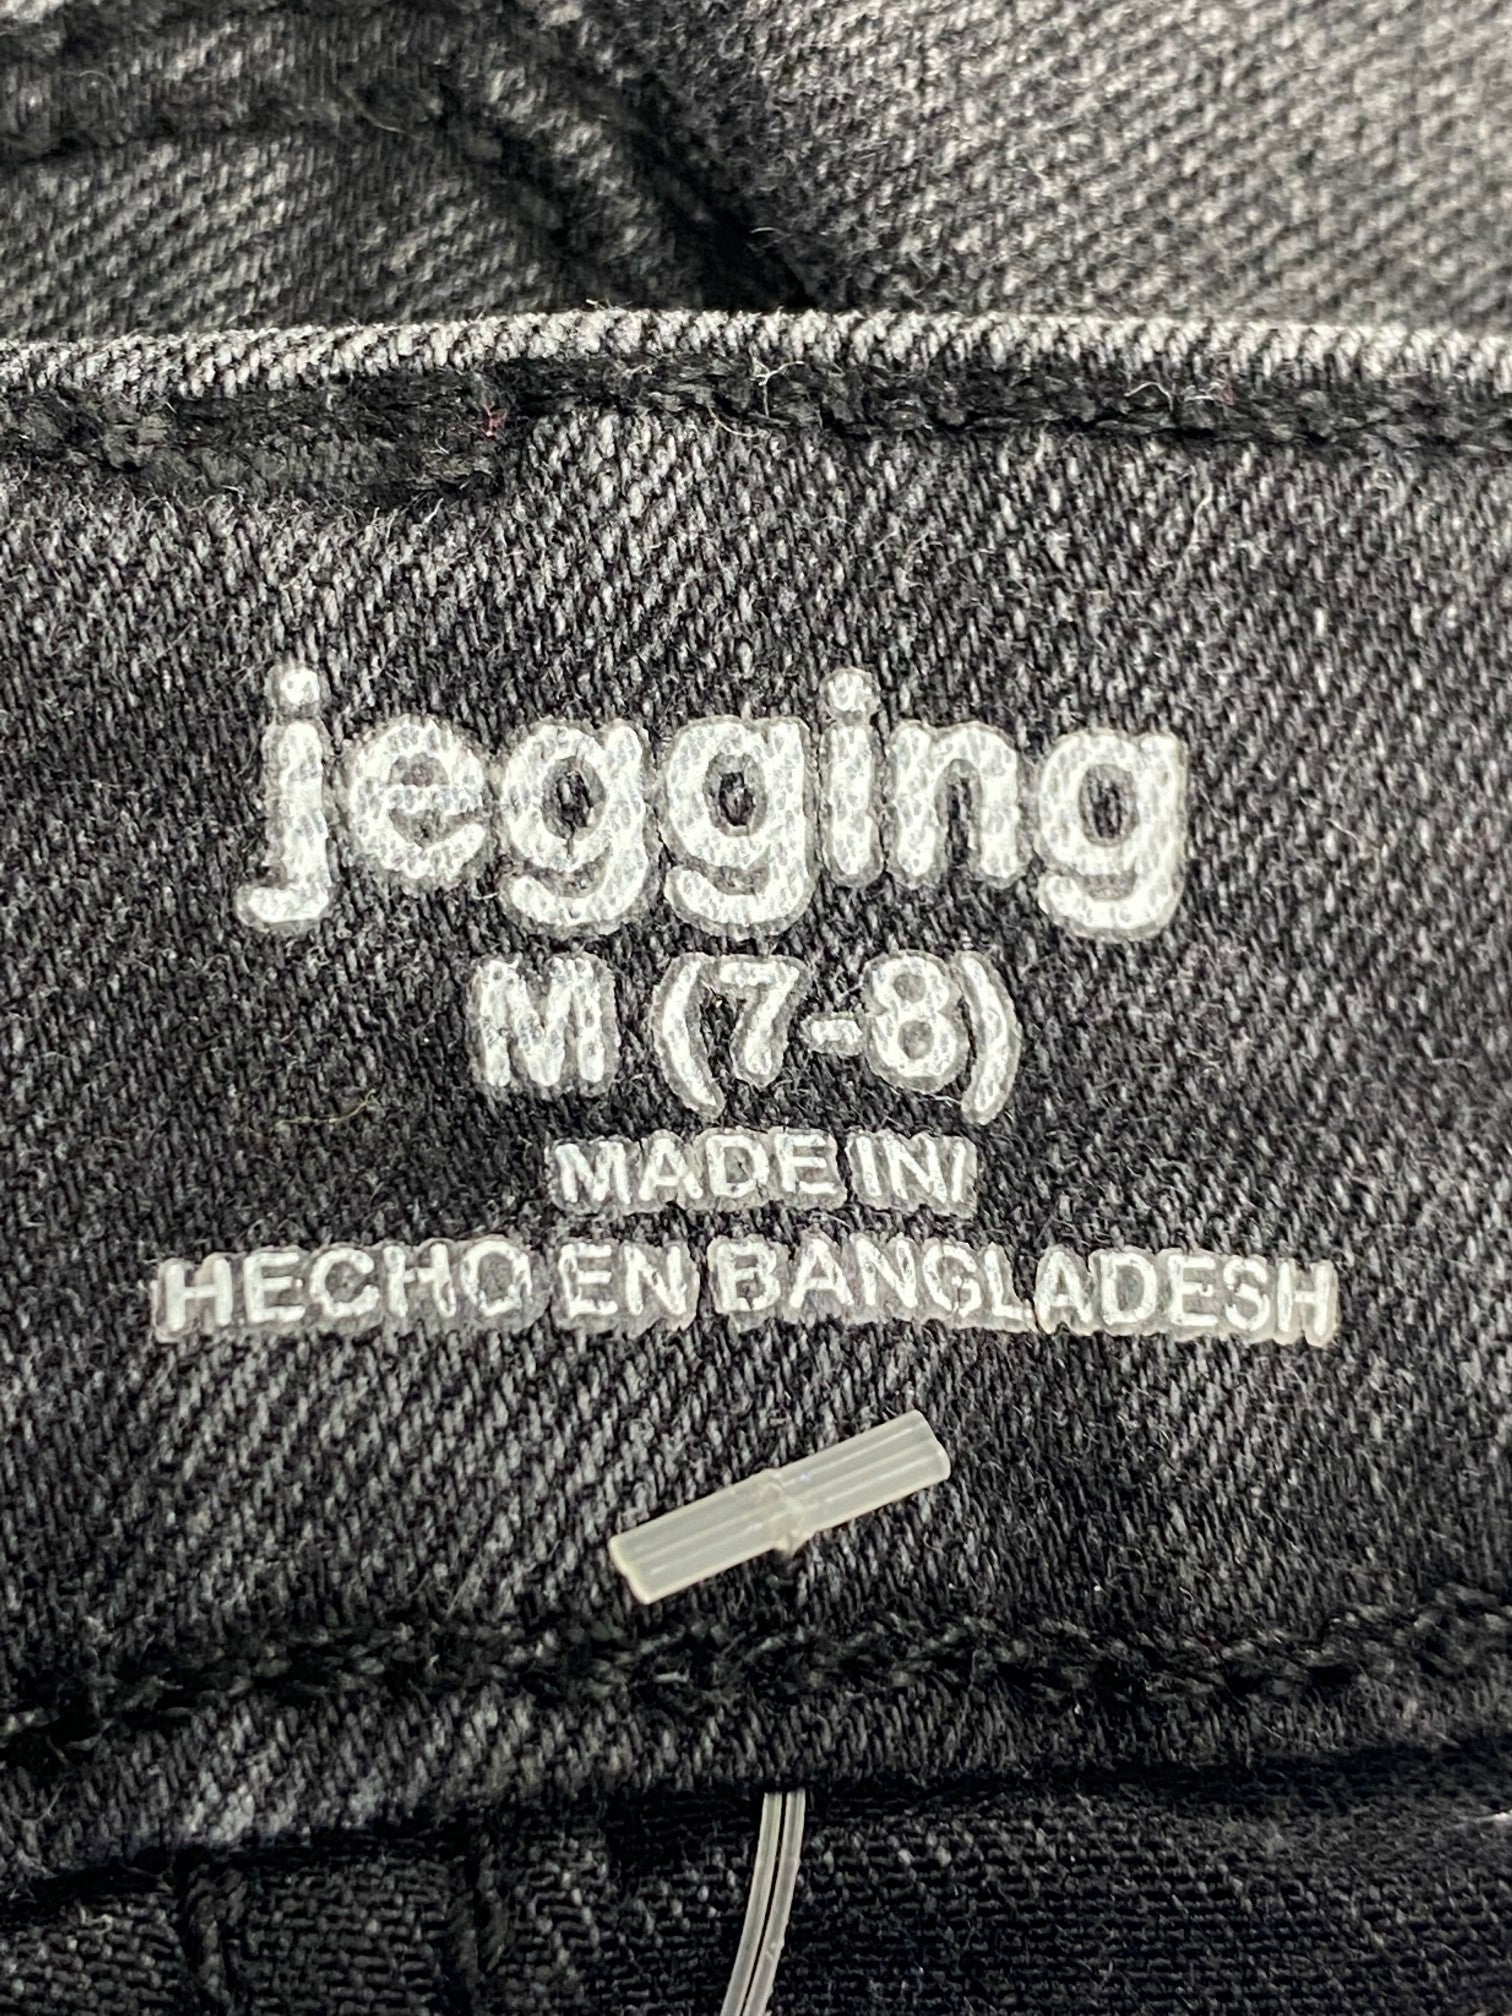 jegging
M (7-8)
MADE IN/
HECHO EN BANGLADESH